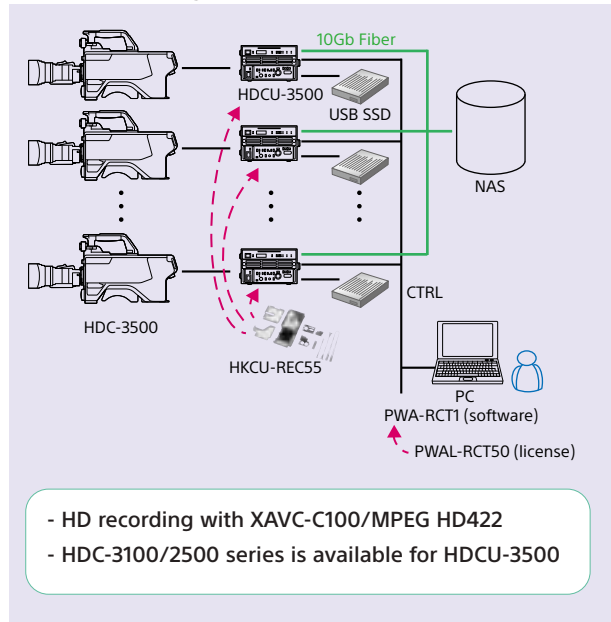 10Gb Fiber
HDCU-3500
USB SSD
NAS
HDC-3500
CTRL
HKCU-REC55
PC
PWA-RCT1 (software)
PWAL-RCT50 (license)
- HD recording with XAVC-C100/MPEG HD422
- HDC-3100/2500 series is available for HDCU-3500